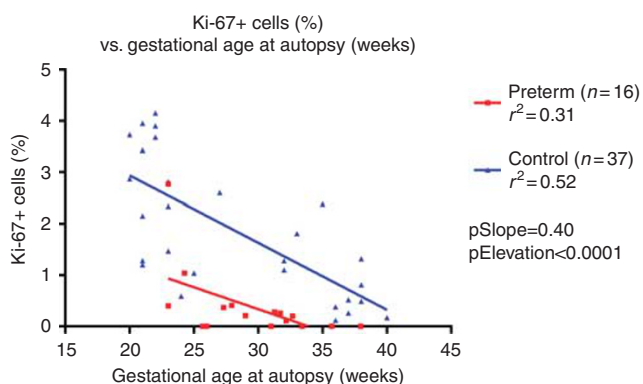 Ki-67+ cells (%)
vs. gestational age at autopsy (weeks)
5
4
3
2
1
0
Ki-67+ cells (%)
15
20
25
30
35
40
45
Gestational age at autopsy (weeks)
Preterm (n=16)
r²=0.31
Control (n=37)
r²=0.52
pSlope=0.40
pElevation<0.0001